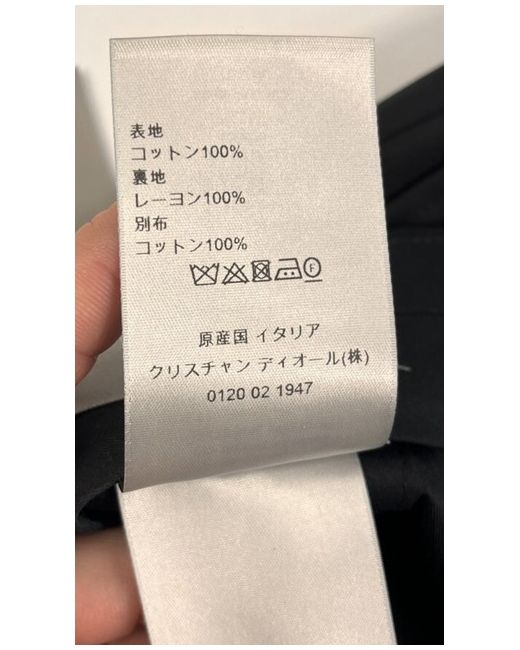 表地
コットン100%
裏地
レーヨン100%
別布
コットン100%
F
原産国 イタリア
クリスチャン ディオール(株)
0120 02 1947